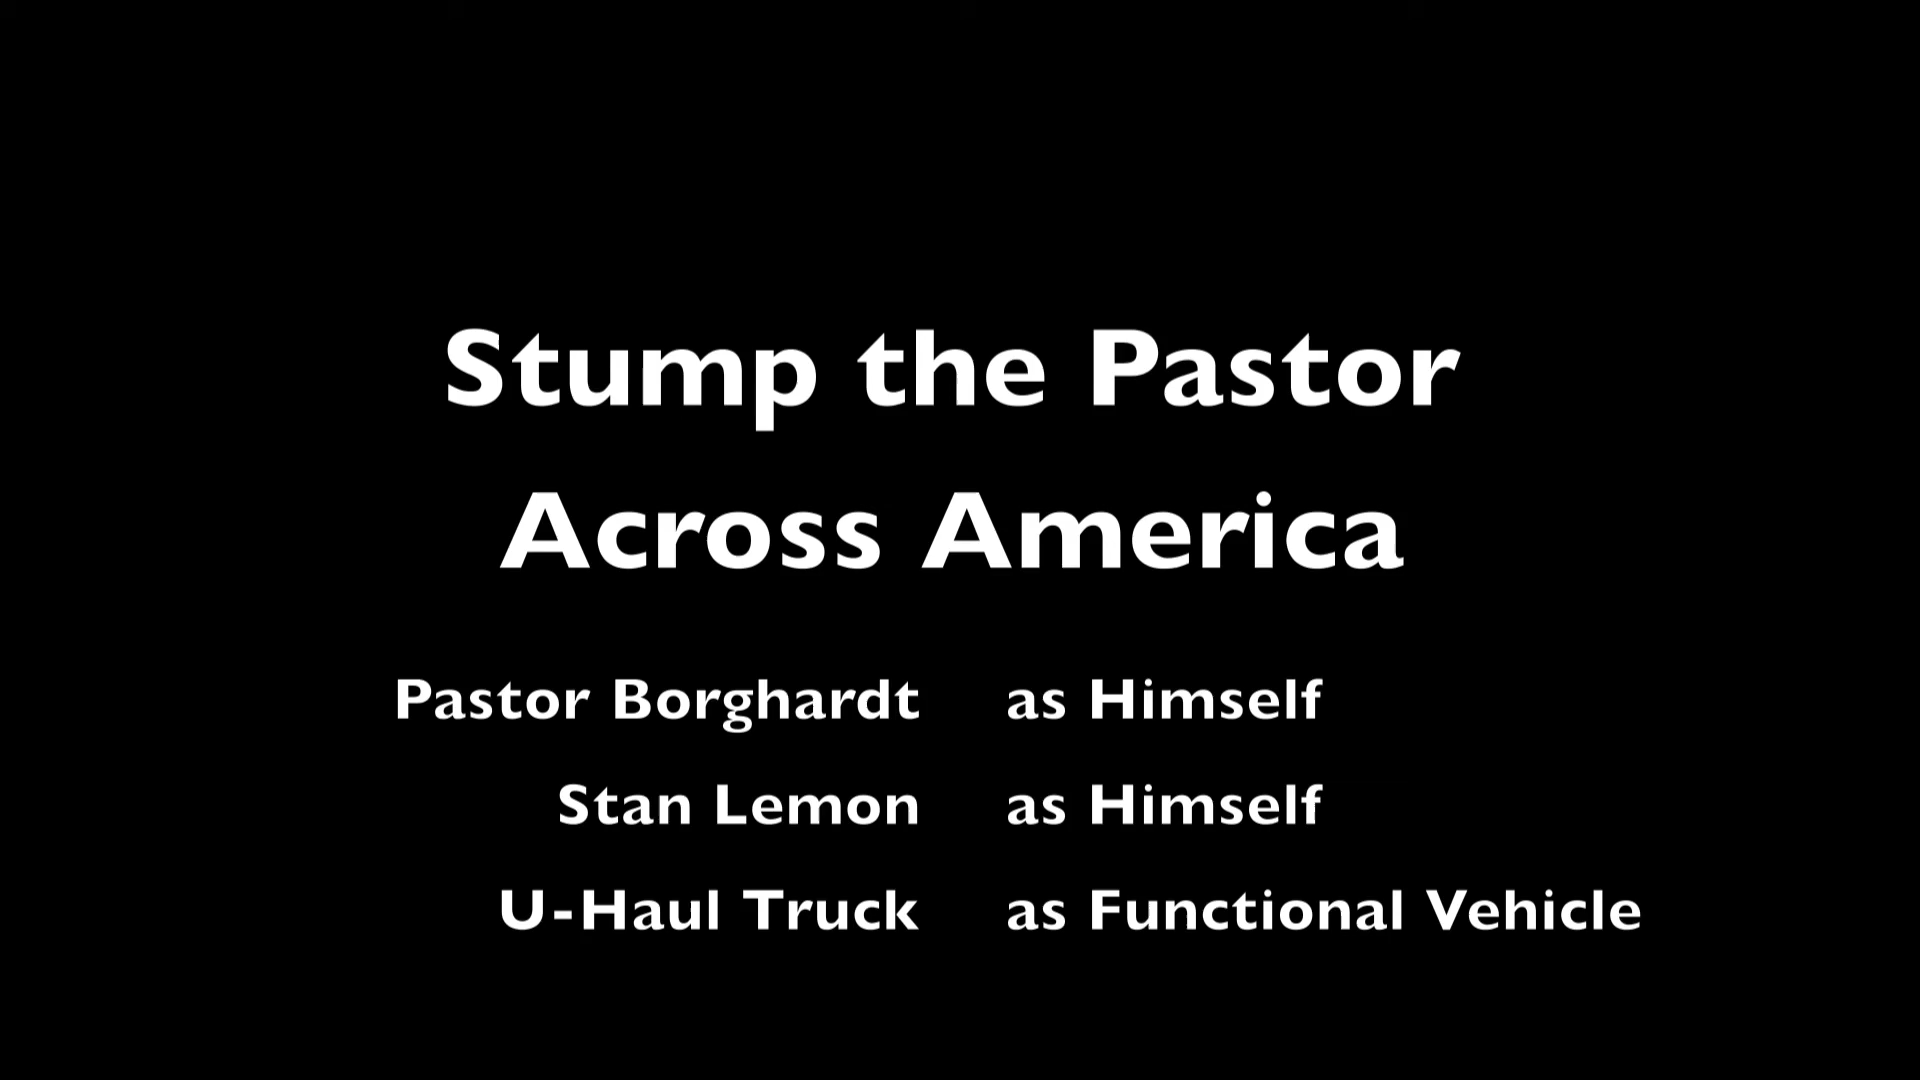 Stump the Pastor
Across America
Pastor Borghardt as Himself
Stan Lemon as Himself
U-Haul Truck as Functional Vehicle